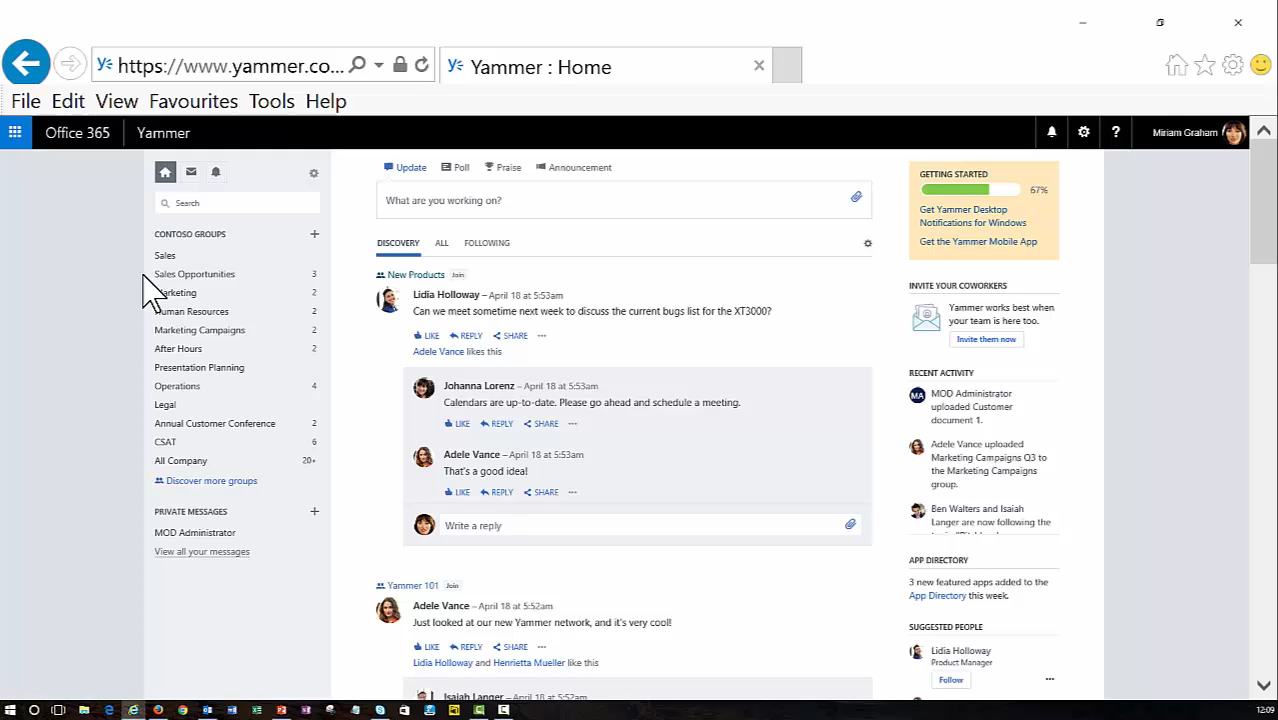 https://www.yammer.co...
Yammer : Home
File Edit View Favourites Tools Help
Office 365
Yammer
?
Miriam Graham
Search
CONTOSO GROUPS +
Sales
Sales Opportunities 3
arketing 2
uman Resources 2
Marketing Campaigns 2
After Hours 2
Presentation Planning
Operations 4
Legal
Annual Customer Conference 2
CSAT 6
All Company 20+
Discover more groups
PRIVATE MESSAGES +
MOD Administrator
View all your messages
Update Poll Praise Announcement
What are you working on?
DISCOVERY ALL FOLLOWING
New Products Join
Lidia Holloway – April 18 at 5:53am
Can we meet sometime next week to discuss the current bugs list for the XT3000?
LIKE REPLY SHARE ...
Adele Vance likes this
Johanna Lorenz – April 18 at 5:53am
Calendars are up-to-date. Please go ahead and schedule a meeting.
LIKE REPLY SHARE ...
Adele Vance – April 18 at 5:53am
That's a good idea!
LIKE REPLY SHARE ...
Write a reply
Yammer 101 Join
Adele Vance – April 18 at 5:52am
Just looked at our new Yammer network, and it's very cool!
LIKE REPLY SHARE ...
Lidia Holloway and Henrietta Mueller like this
Isaiah Langer – April 18 at 5:52am
GETTING STARTED
67%
Get Yammer Desktop
Notifications for Windows
Get the Yammer Mobile App
INVITE YOUR COWORKERS
Yammer works best when
your team is here too.
Invite them now
RECENT ACTIVITY
MA
MOD Administrator
uploaded Customer
document 1.
Adele Vance uploaded
Marketing Campaigns Q3 to
the Marketing Campaigns
group.
Ben Walters and Isaiah
Langer are now following the
APP DIRECTORY
3 new featured apps added to the
App Directory this week.
SUGGESTED PEOPLE
Lidia Holloway
Product Manager
Follow ...
12:09